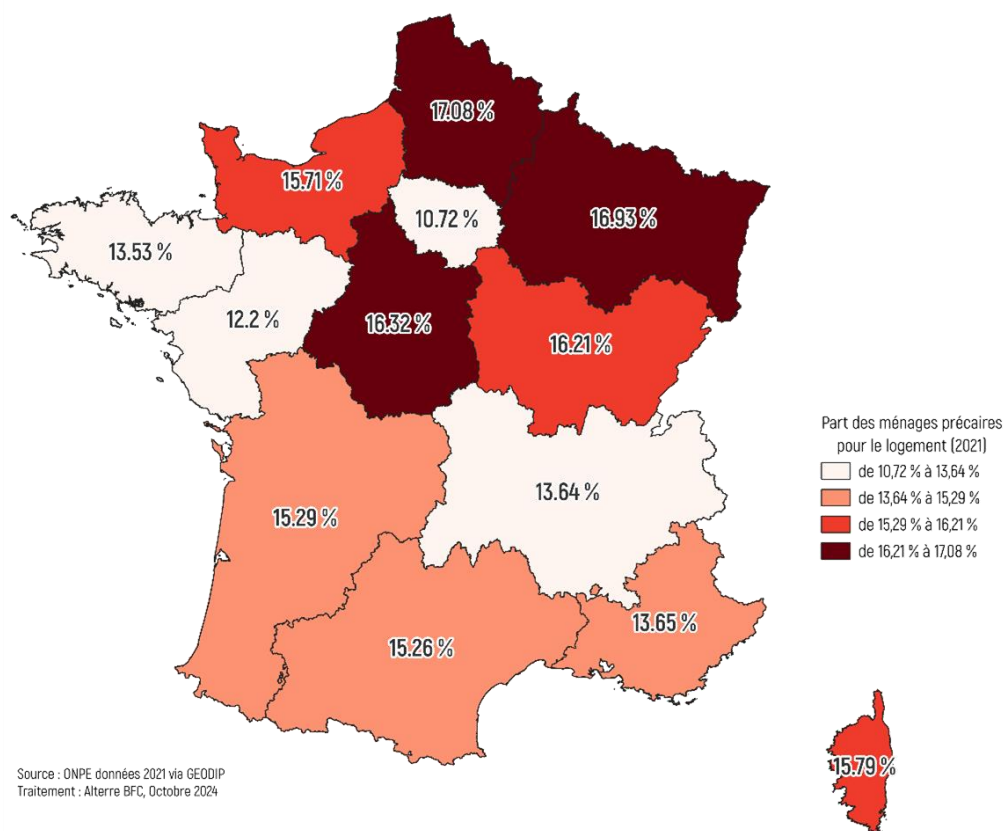 17.08 %
15.71 %
10.72 %
16.93 %
13.53 %
12.2 %
16.32 %
16.21 %
13.64 %
15.29 %
15.26 %
13.65 %
15.79 %
Part des ménages précaires
pour le logement (2021)
de 10,72 % à 13,64 %
de 13,64 % à 15,29 %
de 15,29 % à 16,21 %
de 16,21 % à 17,08 %
Source : ONPE données 2021 via GEODIP
Traitement : Alterre BFC, Octobre 2024